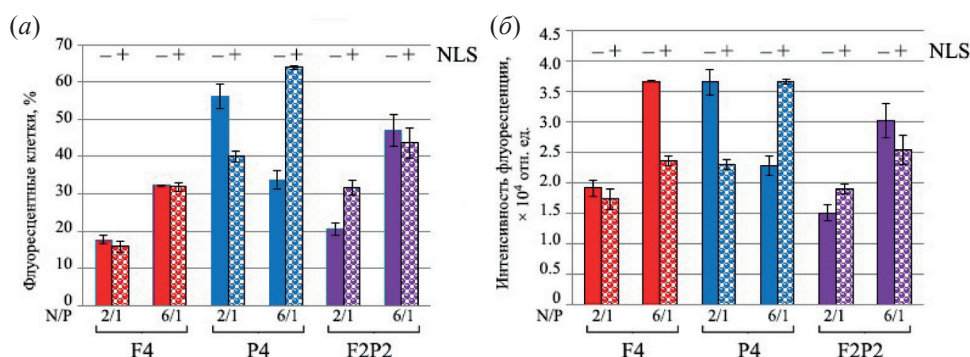 (а)
Флуоресцентные клетки, %
70
60
50
40
30
20
10
0
– + – + – + – + – + – + NLS
N/P 2/1 6/1 2/1 6/1 2/1 6/1
F4 P4 F2P2
(б)
Интенсивность флуоресценции,
× 10⁴ отн. ед.
4.5
3.5
3.0
2.5
2.0
1.5
1.0
0.5
0.0
– + – + – + – + – + – + NLS
N/P 2/1 6/1 2/1 6/1 2/1 6/1
F4 P4 F2P2